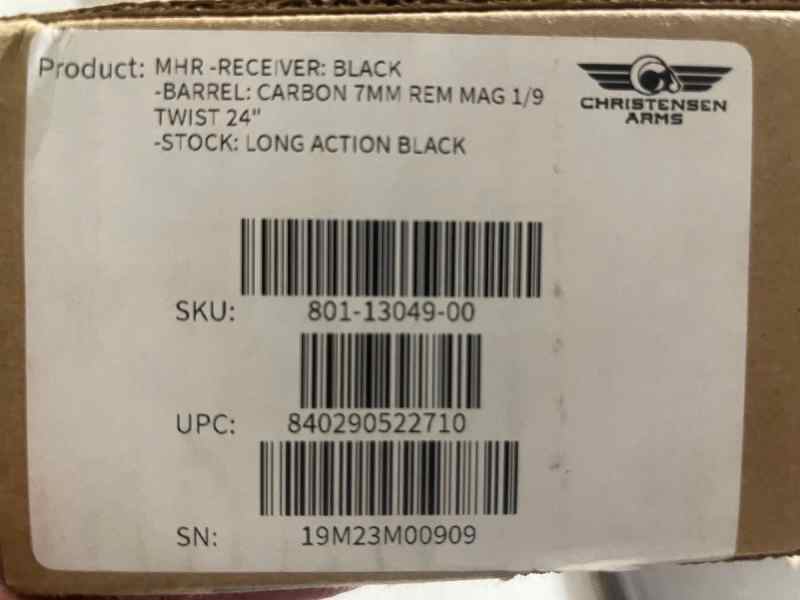 Product: MHR -RECEIVER: BLACK
-BARREL: CARBON 7MM REM MAG 1/9
TWIST 24"
-STOCK: LONG ACTION BLACK
CHRISTENSEN
ARMS
SKU: 801-13049-00
UPC: 840290522710
SN: 19M23M00909